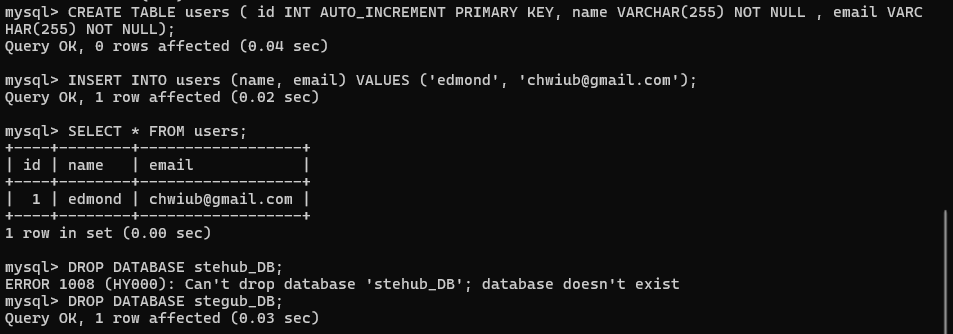 mysql> CREATE TABLE users ( id INT AUTO_INCREMENT PRIMARY KEY, name VARCHAR(255) NOT NULL , email VARC
HAR(255) NOT NULL);
Query OK, 0 rows affected (0.04 sec)
mysql> INSERT INTO users (name, email) VALUES ('edmond', 'chwiub@gmail.com');
Query OK, 1 row affected (0.02 sec)
mysql> SELECT * FROM users;
+----+--------+------------------+
| id | name   | email            |
+----+--------+------------------+
|  1 | edmond | chwiub@gmail.com |
+----+--------+------------------+
1 row in set (0.00 sec)
mysql> DROP DATABASE stehub_DB;
ERROR 1008 (HY000): Can't drop database 'stehub_DB'; database doesn't exist
mysql> DROP DATABASE stegub_DB;
Query OK, 1 row affected (0.03 sec)